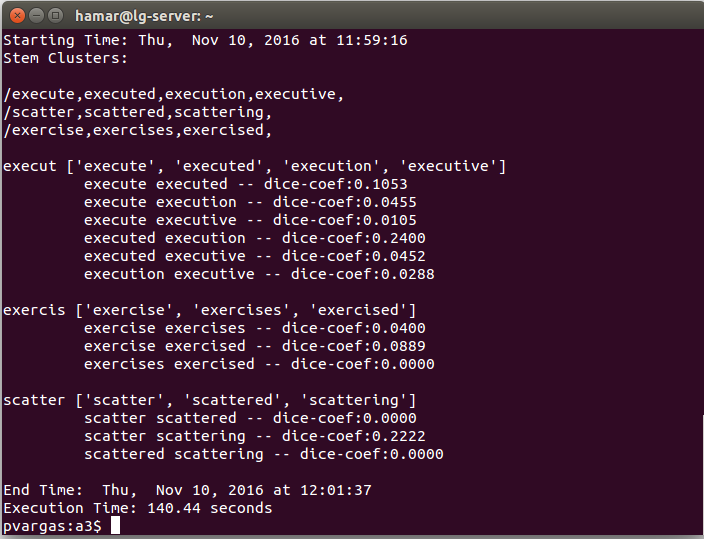 hamar@lg-server: ~
Starting Time: Thu,  Nov 10, 2016 at 11:59:16
Stem Clusters:
/execute,executed,execution,executive,
/scatter,scattered,scattering,
/exercise,exercises,exercised,
execut ['execute', 'executed', 'execution', 'executive']
execute executed -- dice-coef:0.1053
execute execution -- dice-coef:0.0455
execute executive -- dice-coef:0.0105
executed execution -- dice-coef:0.2400
executed executive -- dice-coef:0.0452
execution executive -- dice-coef:0.0288
exercis ['exercise', 'exercises', 'exercised']
exercise exercises -- dice-coef:0.0400
exercise exercised -- dice-coef:0.0889
exercises exercised -- dice-coef:0.0000
scatter ['scatter', 'scattered', 'scattering']
scatter scattered -- dice-coef:0.0000
scatter scattering -- dice-coef:0.2222
scattered scattering -- dice-coef:0.0000
End Time:  Thu,  Nov 10, 2016 at 12:01:37
Execution Time: 140.44 seconds
pvargas:a3$